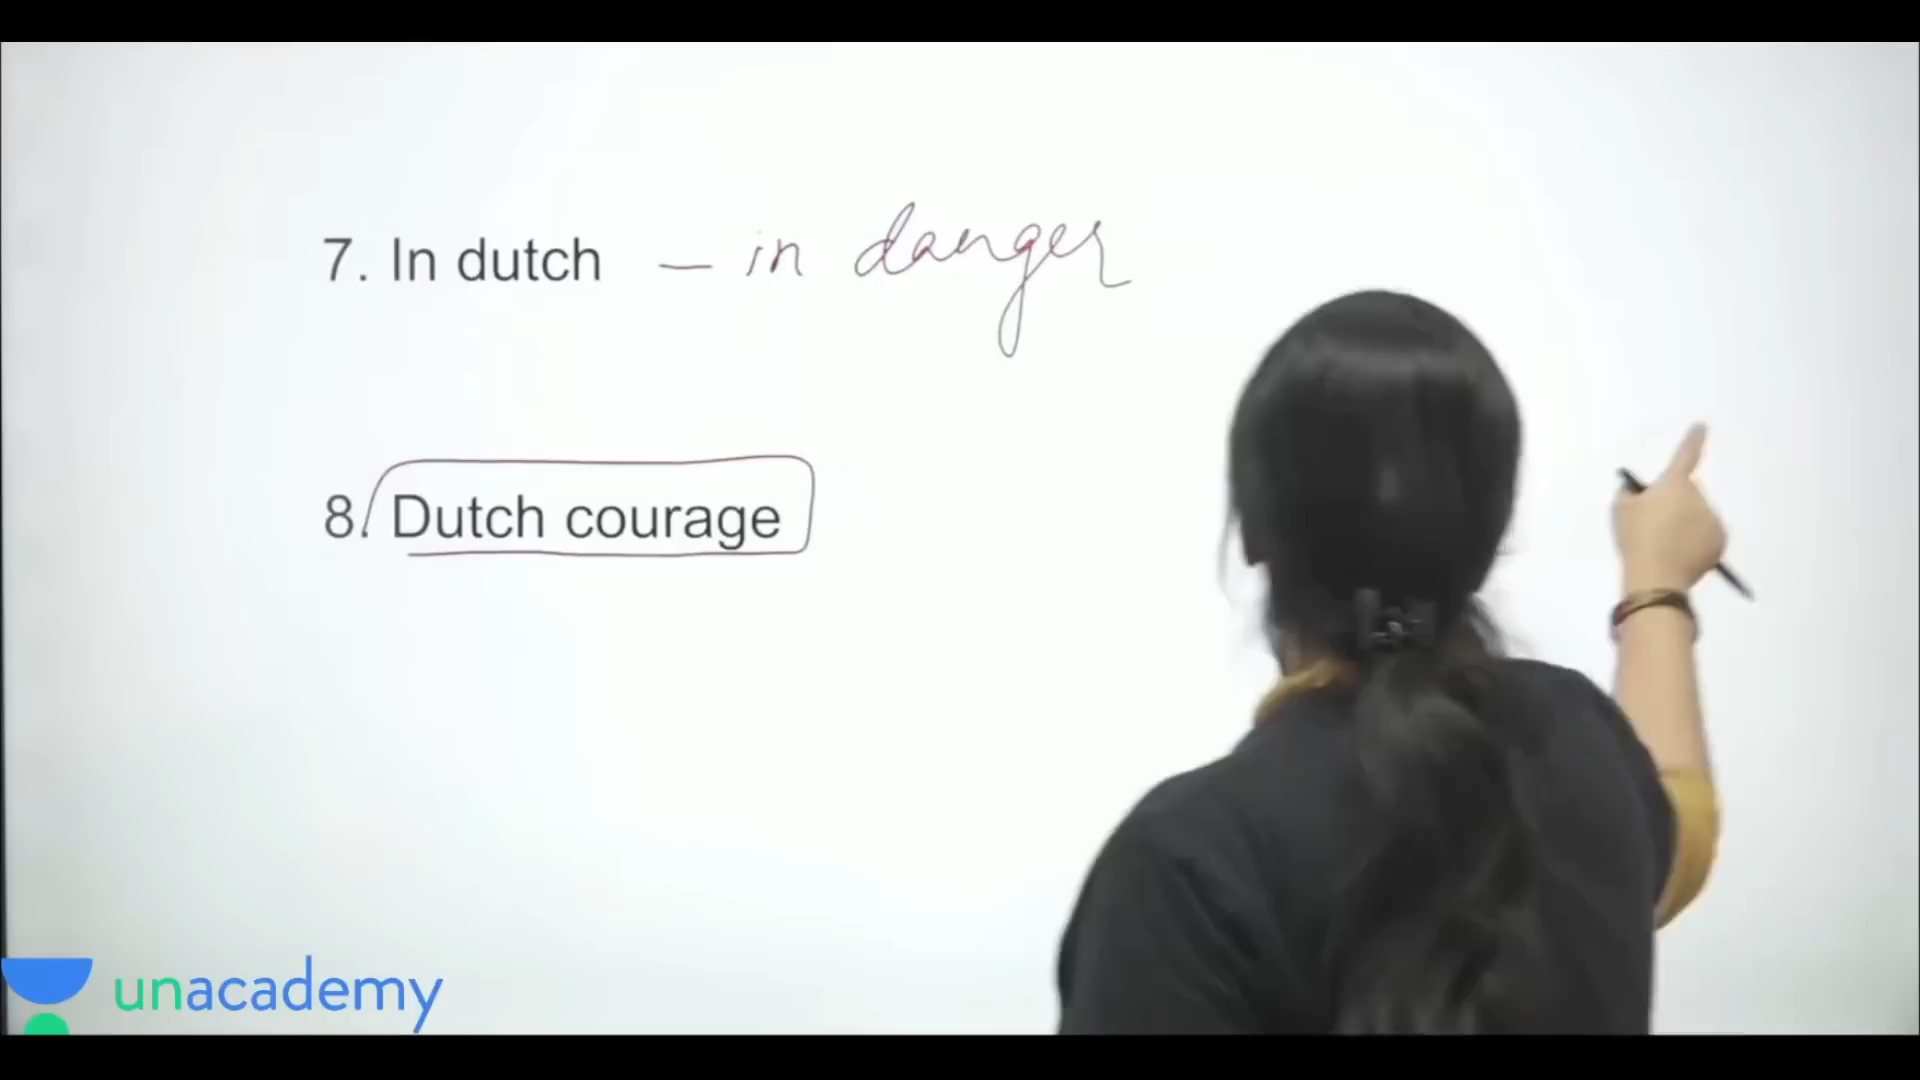 7. In dutch — in danger
8. Dutch courage
unacademy